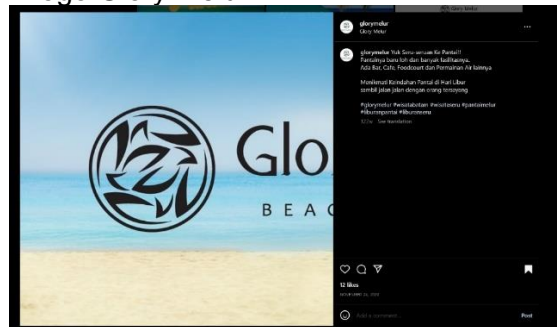 glorymelur
Glory Melur
glorymelur Yuk Seru-seruan Ke Pantai!!
Pantainya baru loh dan banyak fasilitasnya.
Ada Bar, Cafe, Foodcourt dan Permainan Air lainnya
Menikmati Keindahan Pantai di Hari Libur
sambil jalan jalan dengan orang tersayang
#glorymelur #wisatabatam #wisataseru #pantaimelur
#liburanpantai #liburanseru
See translation
Glo
BEAC
12 likes
Add a comment...
Post